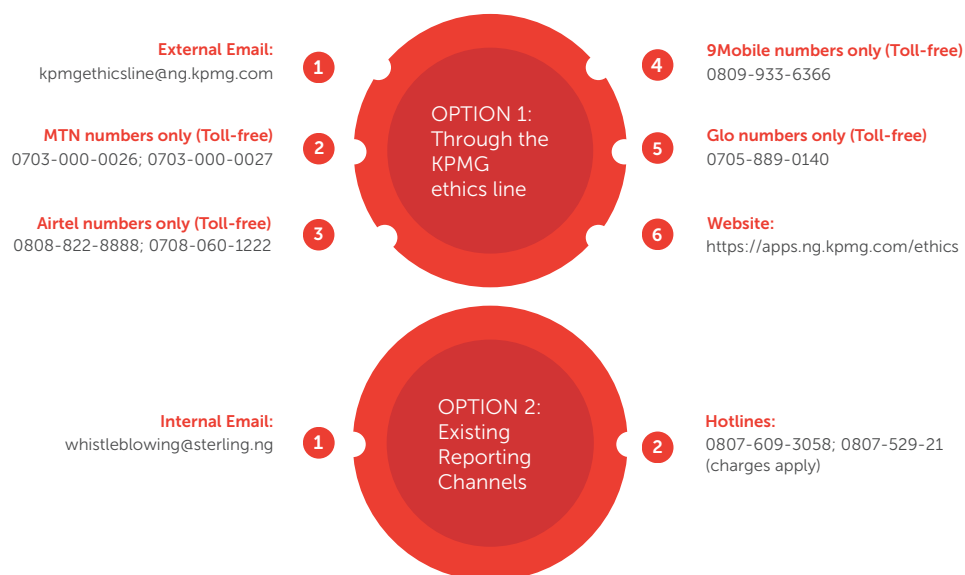 External Email:
kpmgethicsline@ng.kpmg.com
1
MTN numbers only (Toll-free)
0703-000-0026; 0703-000-0027
2
Airtel numbers only (Toll-free)
0808-822-8888; 0708-060-1222
3
OPTION 1:
Through the
KPMG
ethics line
4
9Mobile numbers only (Toll-free)
0809-933-6366
5
Glo numbers only (Toll-free)
0705-889-0140
6
Website:
https://apps.ng.kpmg.com/ethics
Internal Email:
whistleblowing@sterling.ng
1
OPTION 2:
Existing
Reporting
Channels
2
Hotlines:
0807-609-3058; 0807-529-21
(charges apply)